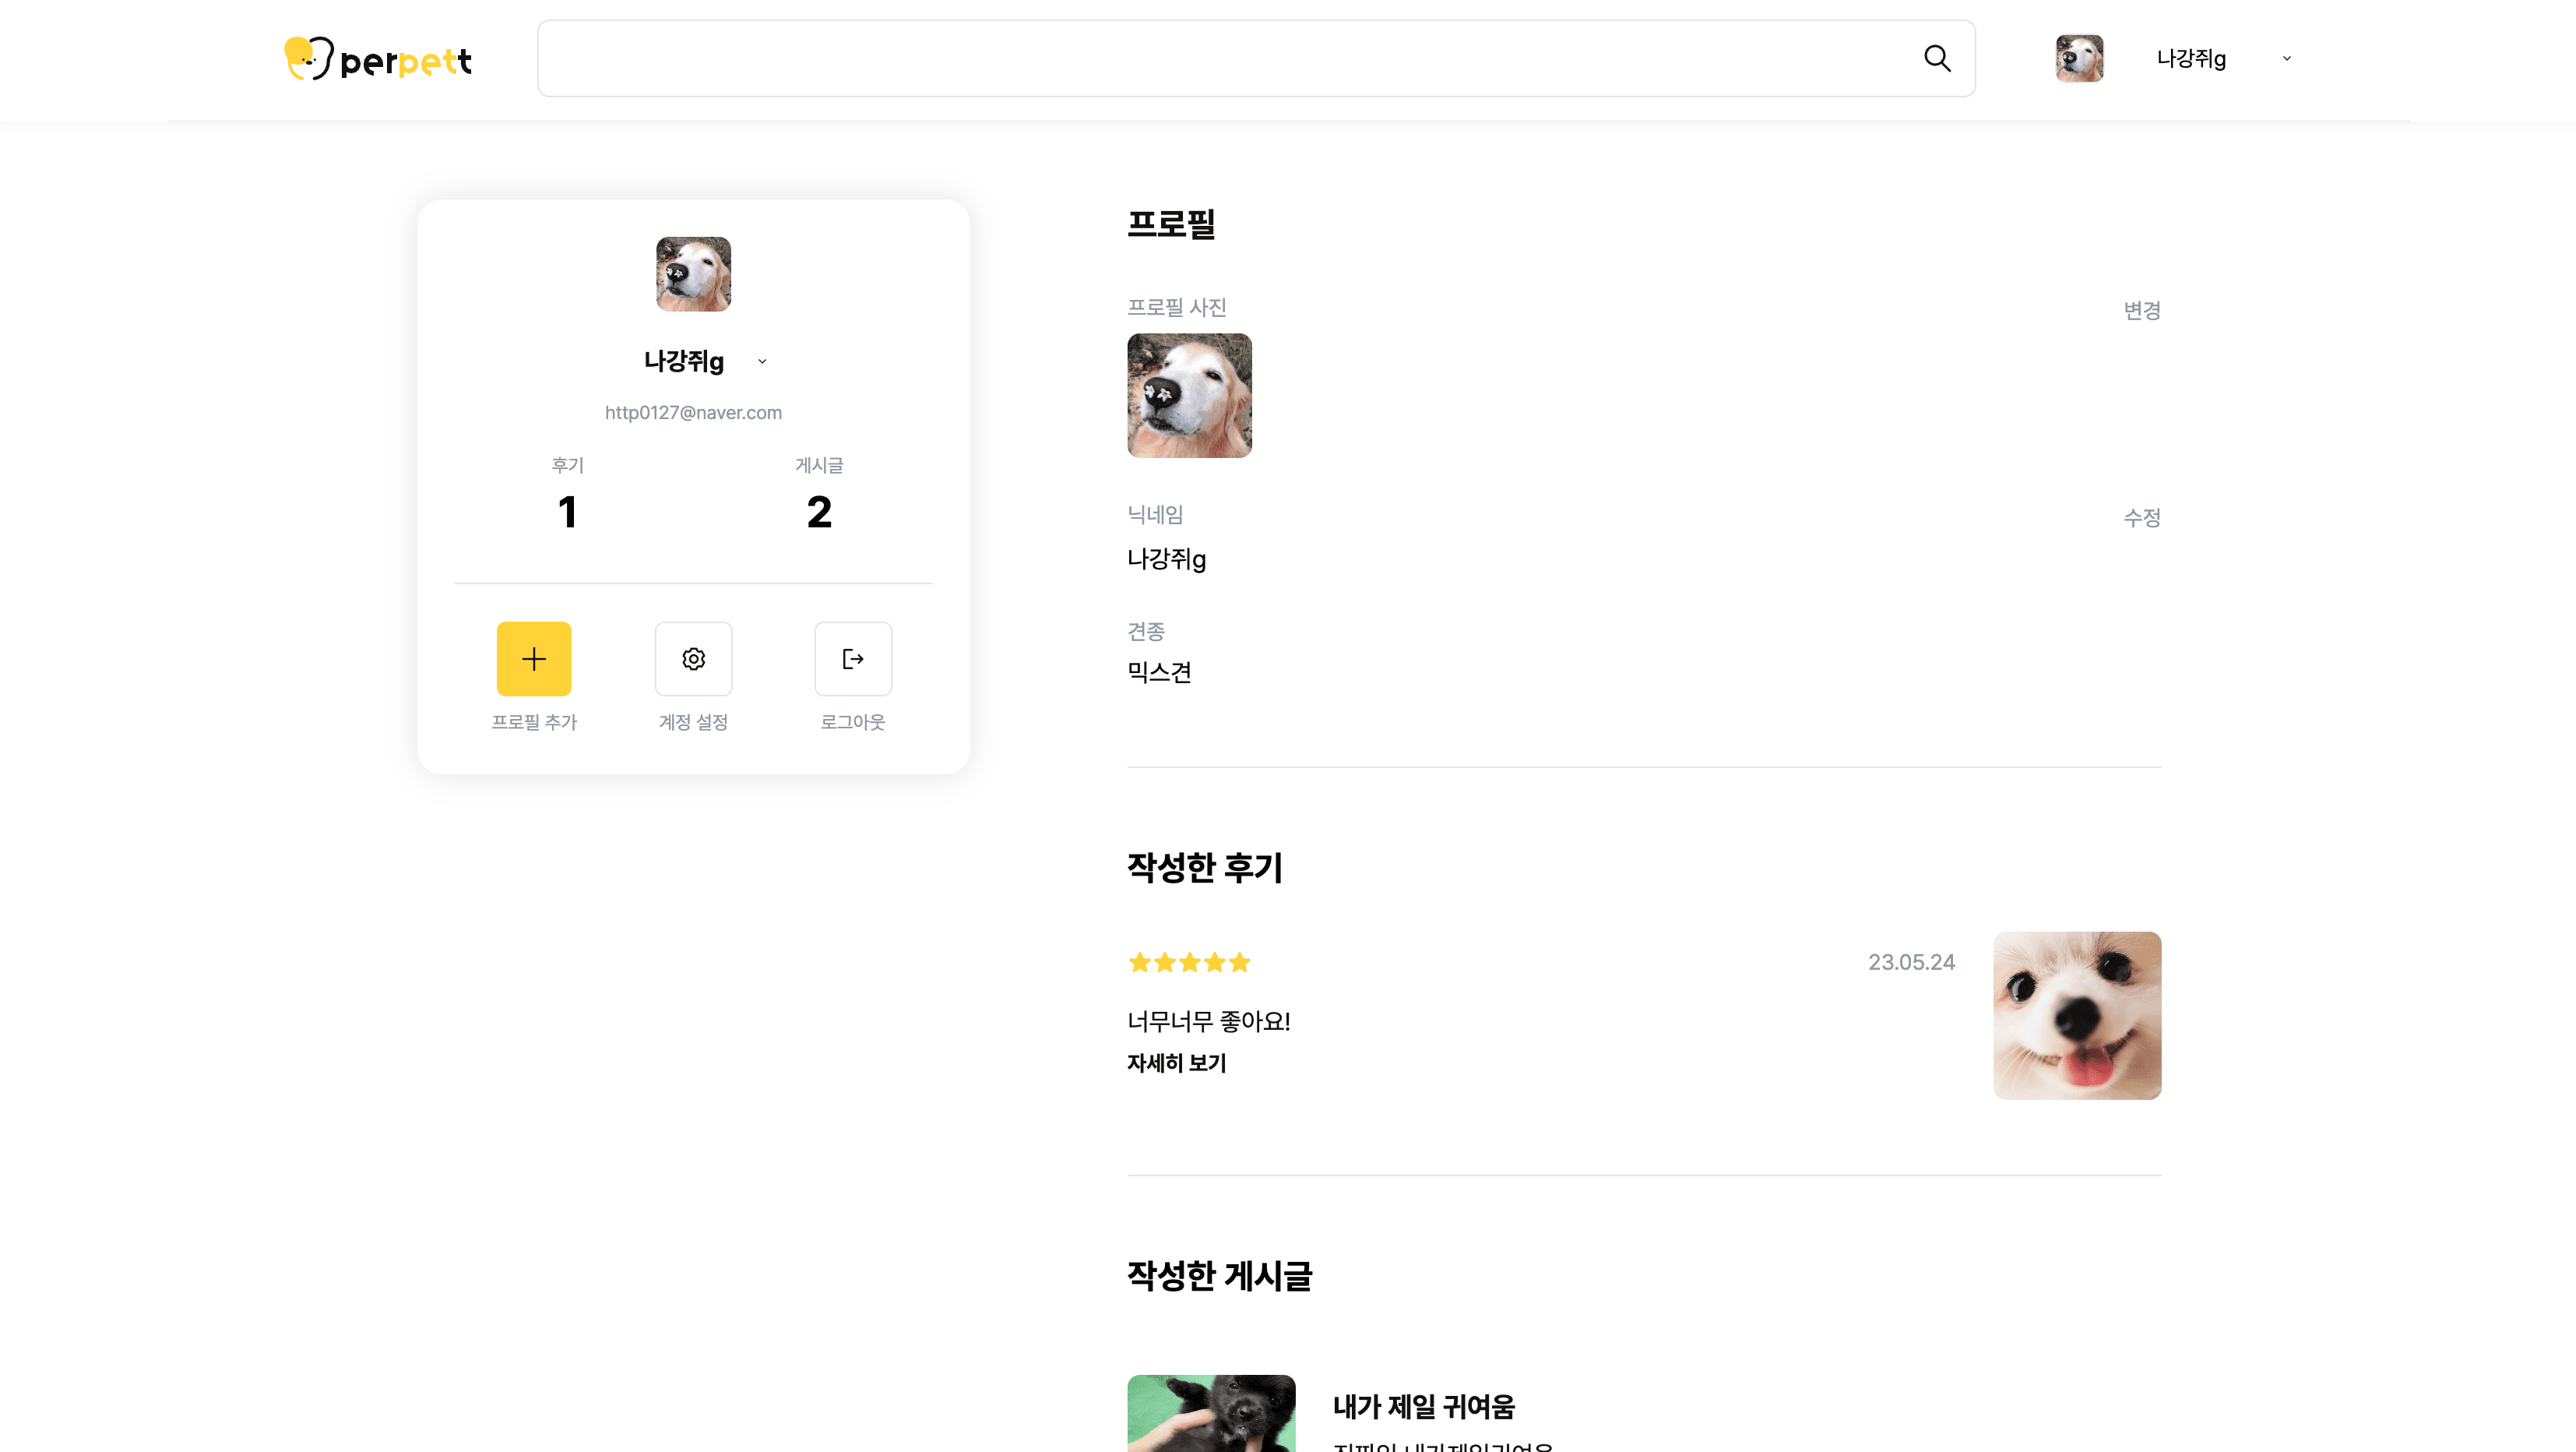 perpett
나강쥐g
나강쥐g
http0127@naver.com
후기
게시글
1
2
프로필 추가
계정 설정
로그아웃
프로필
프로필 사진
변경
닉네임
수정
나강쥐g
견종
믹스견
작성한 후기
23.05.24
너무너무 좋아요!
자세히 보기
작성한 게시글
내가 제일 귀여움